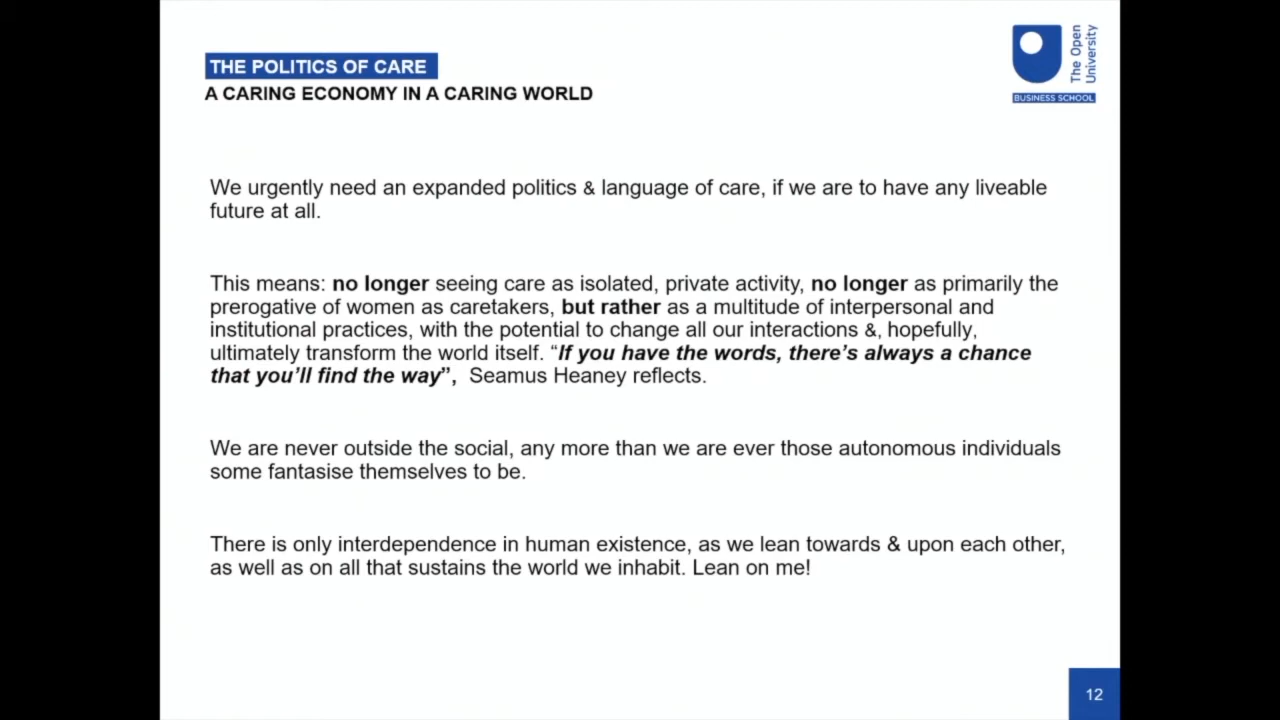 THE POLITICS OF CARE
A CARING ECONOMY IN A CARING WORLD
The Open
University
BUSINESS SCHOOL
We urgently need an expanded politics & language of care, if we are to have any liveable
future at all.
This means: no longer seeing care as isolated, private activity, no longer as primarily the
prerogative of women as caretakers, but rather as a multitude of interpersonal and
institutional practices, with the potential to change all our interactions &, hopefully,
ultimately transform the world itself. “If you have the words, there’s always a chance
that you’ll find the way”, Seamus Heaney reflects.
We are never outside the social, any more than we are ever those autonomous individuals
some fantasise themselves to be.
There is only interdependence in human existence, as we lean towards & upon each other,
as well as on all that sustains the world we inhabit. Lean on me!
12